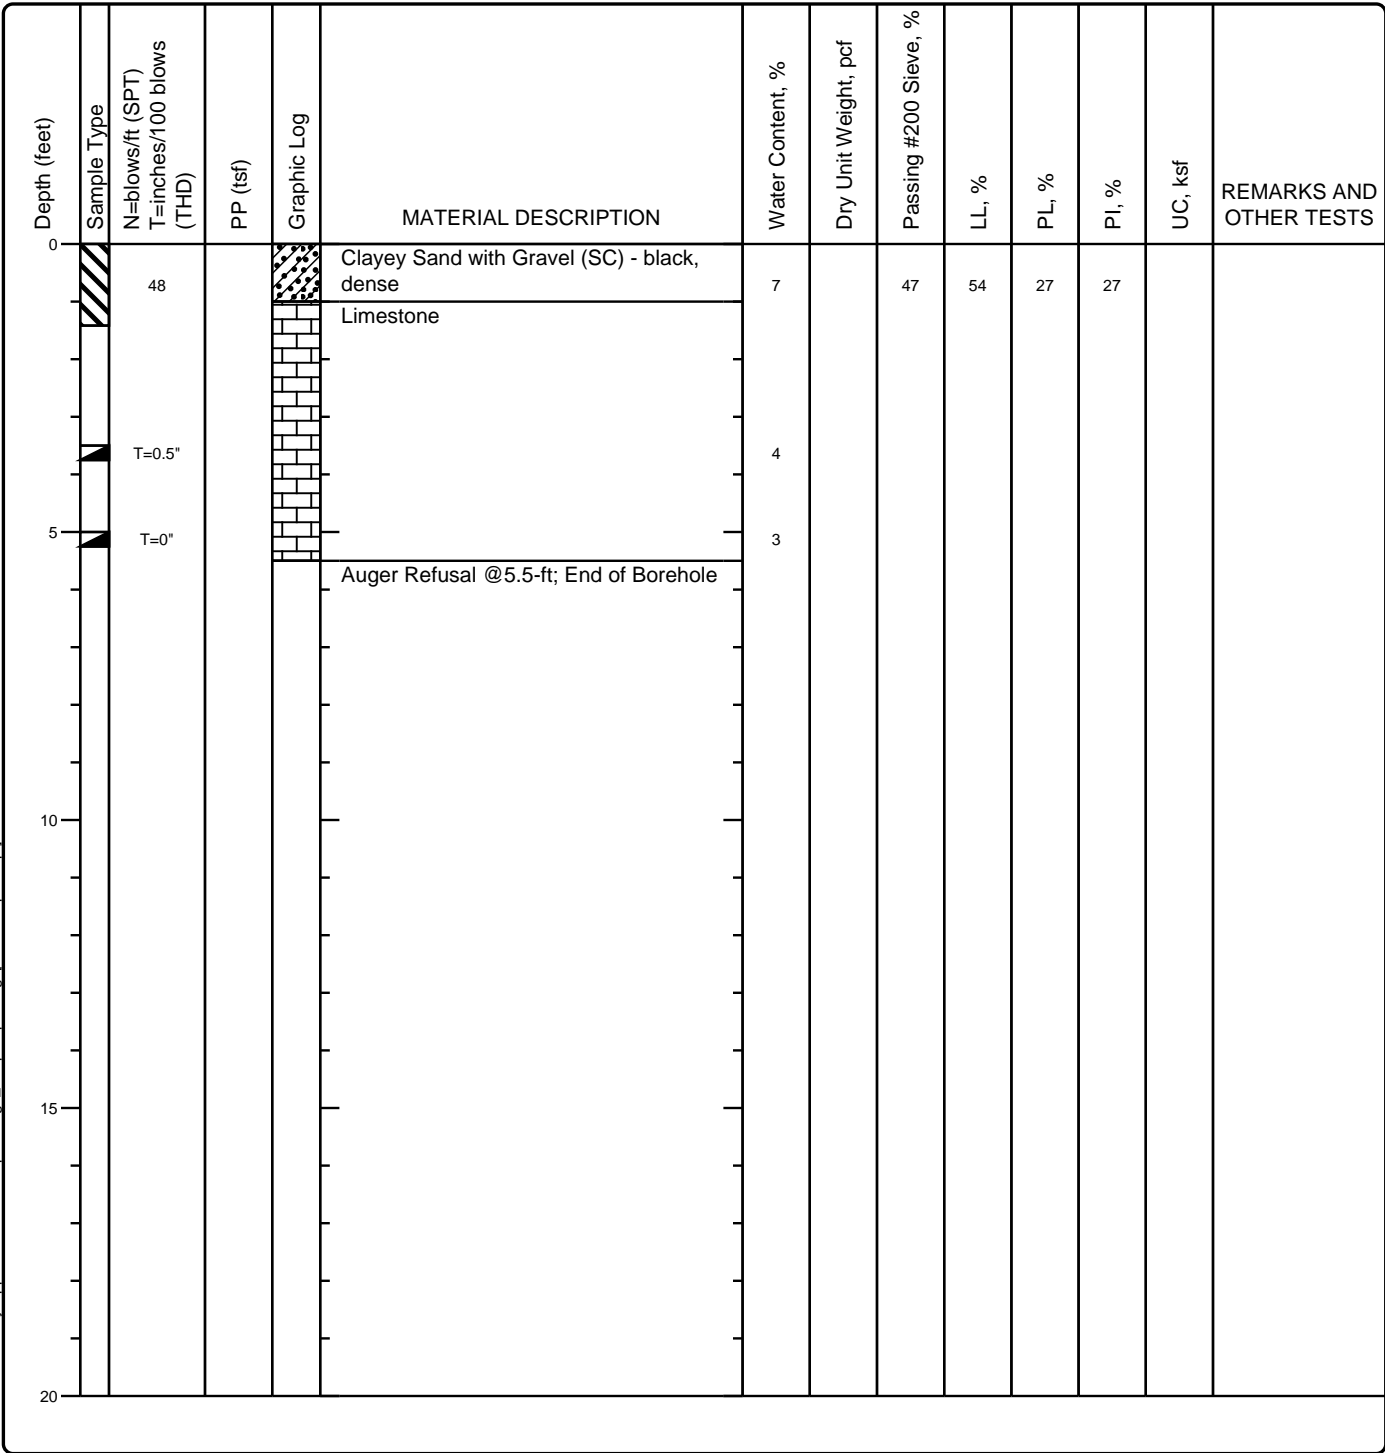 Depth (feet)
Sample Type
N=blows/ft (SPT)
T=inches/100 blows
(THD)
PP (tsf)
Graphic Log
MATERIAL DESCRIPTION
Water Content, %
Dry Unit Weight, pcf
Passing #200 Sieve, %
LL, %
PL, %
PI, %
UC, ksf
REMARKS AND
OTHER TESTS
0
Clayey Sand with Gravel (SC) - black,
dense
48
7
47
54
27
27
Limestone
T=0.5"
4
5
T=0"
3
Auger Refusal @5.5-ft; End of Borehole
10
15
20